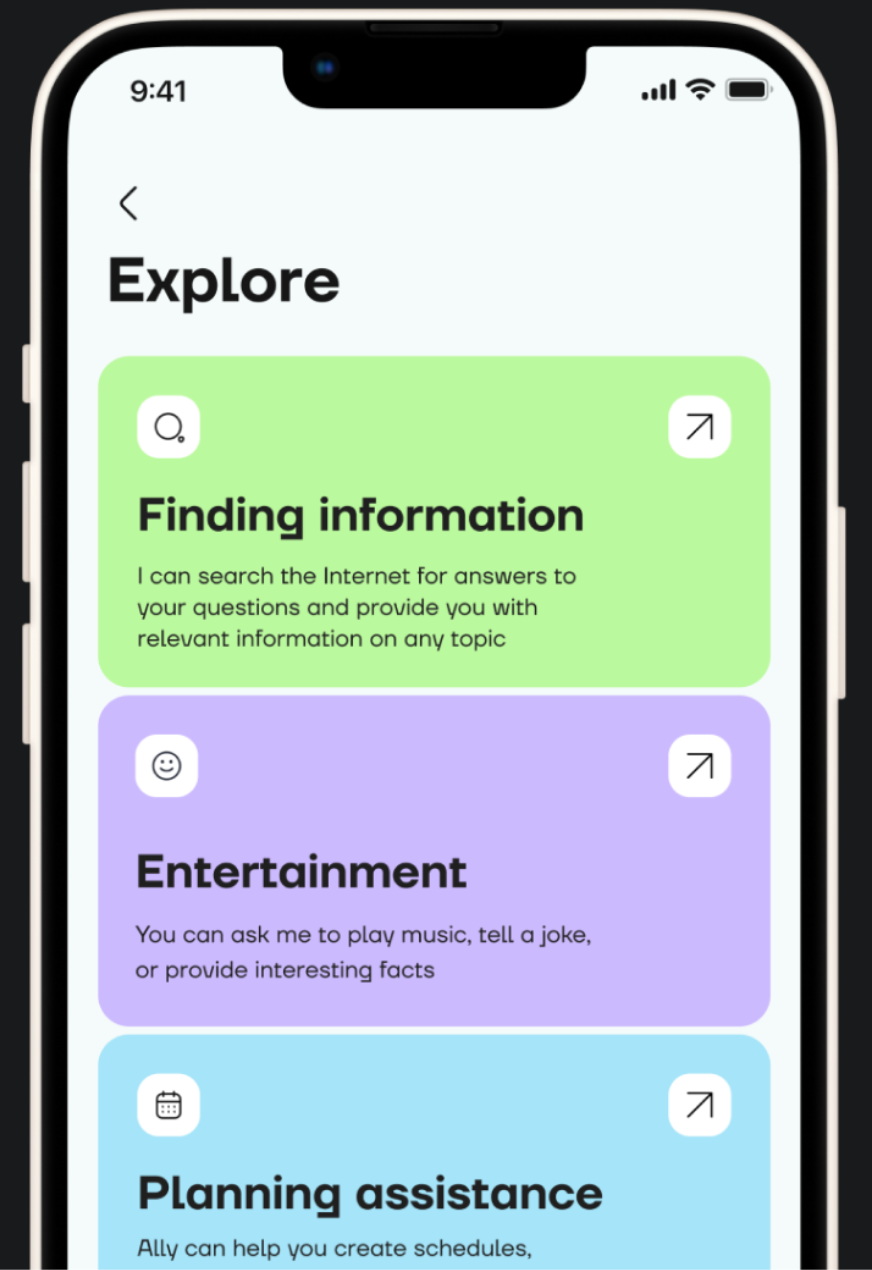 9:41
Explore
Finding information
I can search the Internet for answers to
your questions and provide you with
relevant information on any topic
Entertainment
You can ask me to play music, tell a joke,
or provide interesting facts
Planning assistance
Ally can help you create schedules,